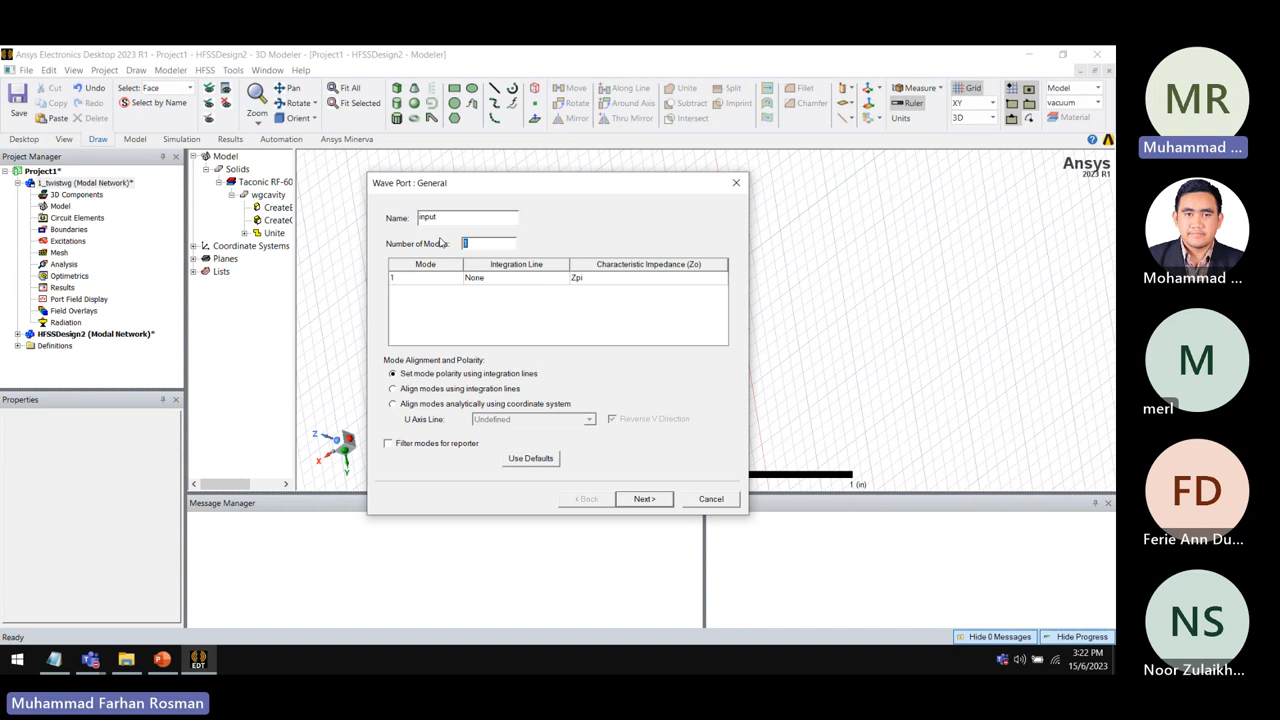 Ansys Electronics Desktop 2023 R1 - Project1 - HFSSDesign2 - 3D Modeler - [Project1 - HFSSDesign2 - Modeler]
File Edit View Project Draw Modeler HFSS Tools Window Help
Save
Cut Undo
Copy Redo
Paste Delete
Select: Face
Select by Name
Zoom
Pan
Rotate
Orient
Fit All
Fit Selected
Move Along Line
Rotate Around Axis
Mirror Thru Mirror
Unite Split
Subtract Imprint
Intersect
Fillet
Chamfer
Measure
Ruler
Units
Grid
XY
3D
Model
vacuum
Material
Desktop View Draw Model Simulation Results Automation Ansys Minerva
Project Manager
Project1*
1_twistwg (Modal Network)*
3D Components
Model
Circuit Elements
Boundaries
Excitations
Mesh
Analysis
Optimetrics
Results
Port Field Display
Field Overlays
Radiation
HFSSDesign2 (Modal Network)*
Definitions
Properties
Model
Solids
Taconic RF-60
wgcavity
CreateB
CreateC
Unite
Coordinate Systems
Planes
Lists
Ansys
2023 R1
Z
X
Y
1 (in)
Wave Port : General
Name: input
Number of Modes: 1
Mode Integration Line Characteristic Impedance (Zo)
1 None Zpi
Mode Alignment and Polarity:
Set mode polarity using integration lines
Align modes using integration lines
Align modes analytically using coordinate system
U Axis Line: Undefined Reverse V Direction
Filter modes for reporter
Use Defaults
< Back Next > Cancel
Message Manager
Ready
Hide 0 Messages Hide Progress
EDT
3:22 PM
15/6/2023
Muhammad Farhan Rosman
MR
Muhammad ...
Mohammad ...
M
merl
FD
Ferie Ann Du...
NS
Noor Zulaikh...